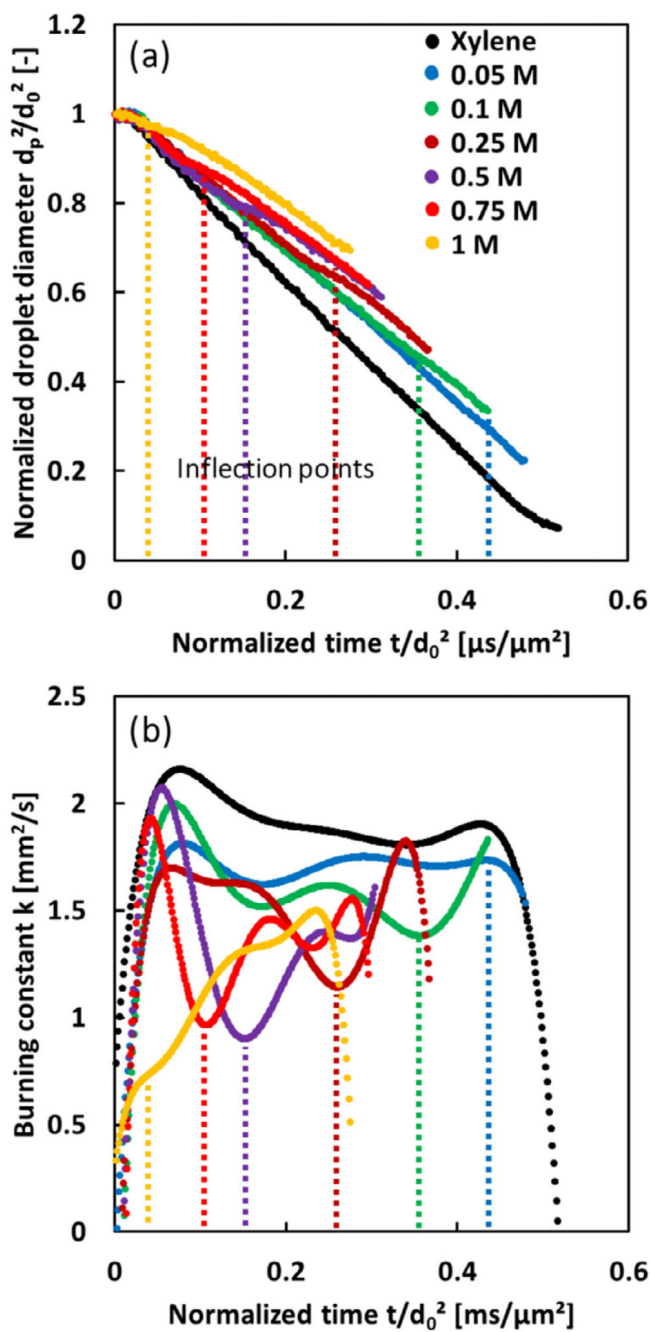 1.2
(a)
Xylene
0.05 M
0.1 M
0.25 M
0.5 M
0.75 M
1 M
1
0.8
0.6
0.4
0.2
0
Inflection points
Normalized droplet diameter dₚ²/d₀² [-]
0 0.2 0.4 0.6
Normalized time t/d₀² [μs/μm²]
2.5
(b)
2
1.5
1
0.5
0
Burning constant k [mm²/s]
0 0.2 0.4 0.6
Normalized time t/d₀² [ms/μm²]